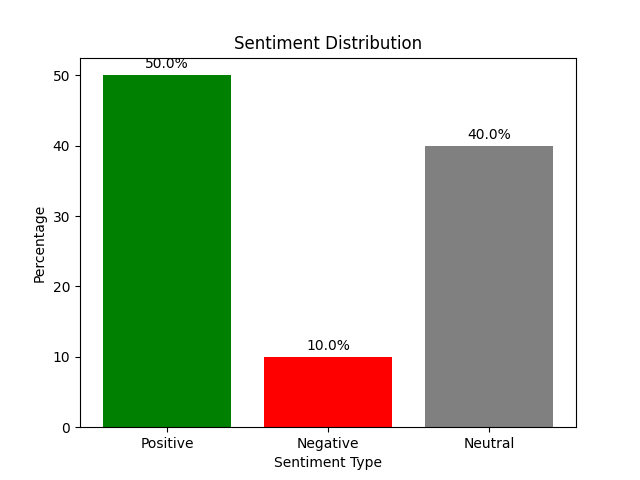 Sentiment Distribution
50.0%
10.0%
40.0%
50
40
30
20
10
0
Percentage
Positive Negative Neutral
Sentiment Type